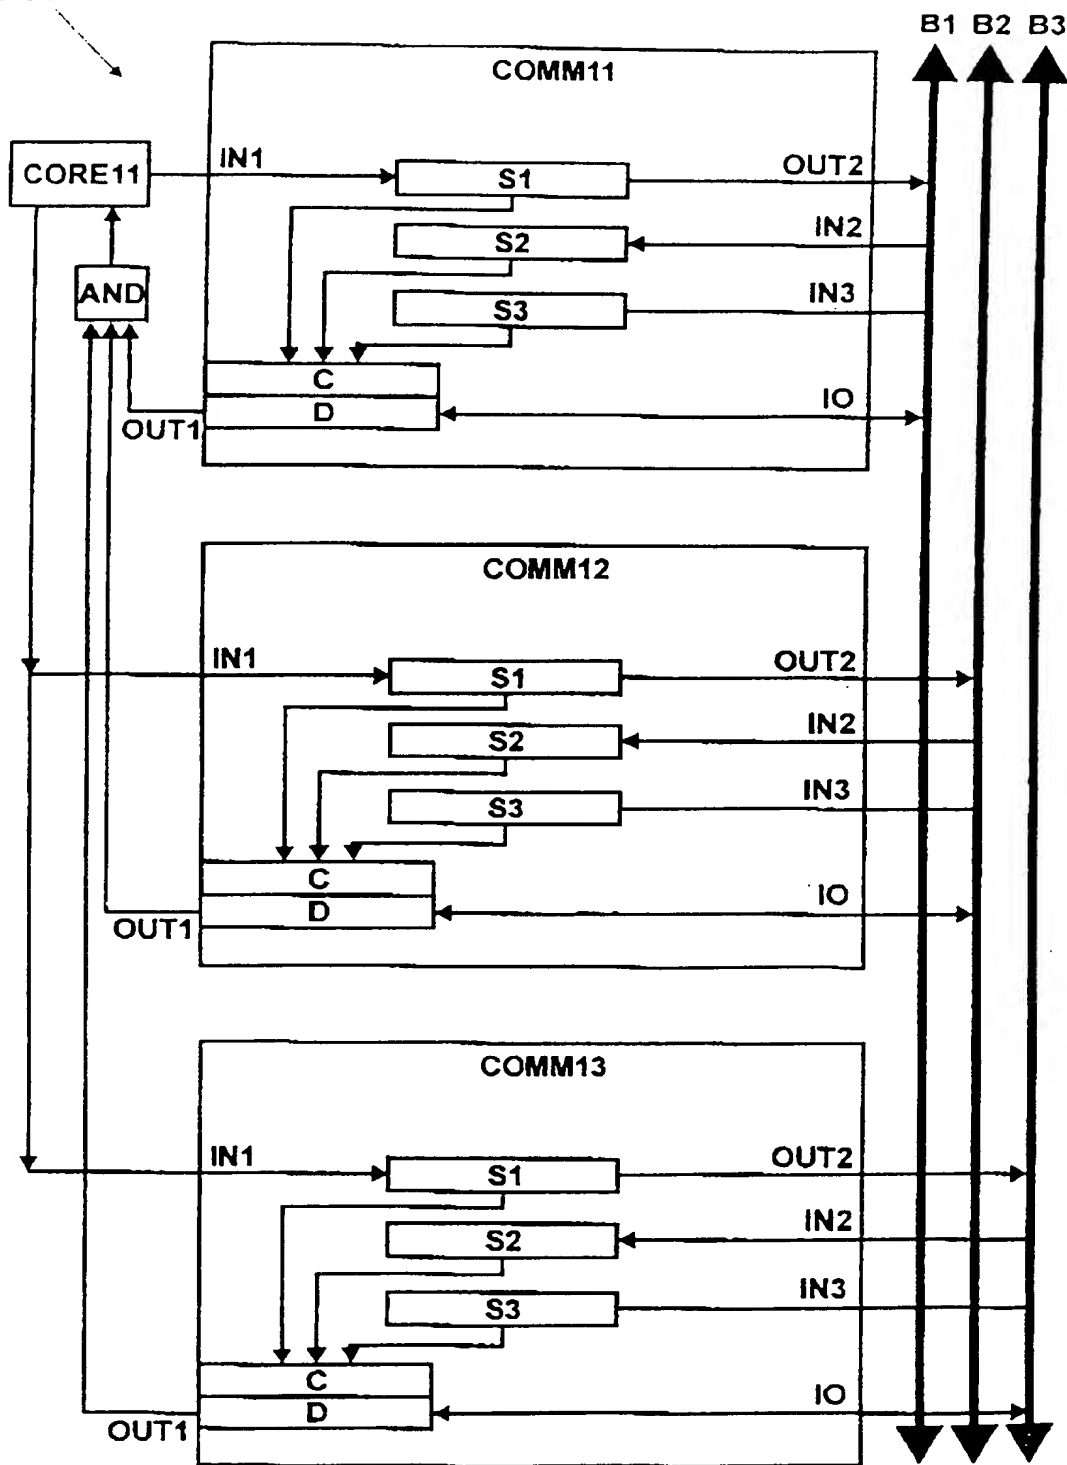 B1 B2 B3
COMM11
CORE11
IN1
S1
OUT2
S2
IN2
AND
S3
IN3
C
D
IO
OUT1
COMM12
IN1
S1
OUT2
S2
IN2
S3
IN3
C
D
IO
OUT1
COMM13
IN1
S1
OUT2
S2
IN2
S3
IN3
C
D
IO
OUT1